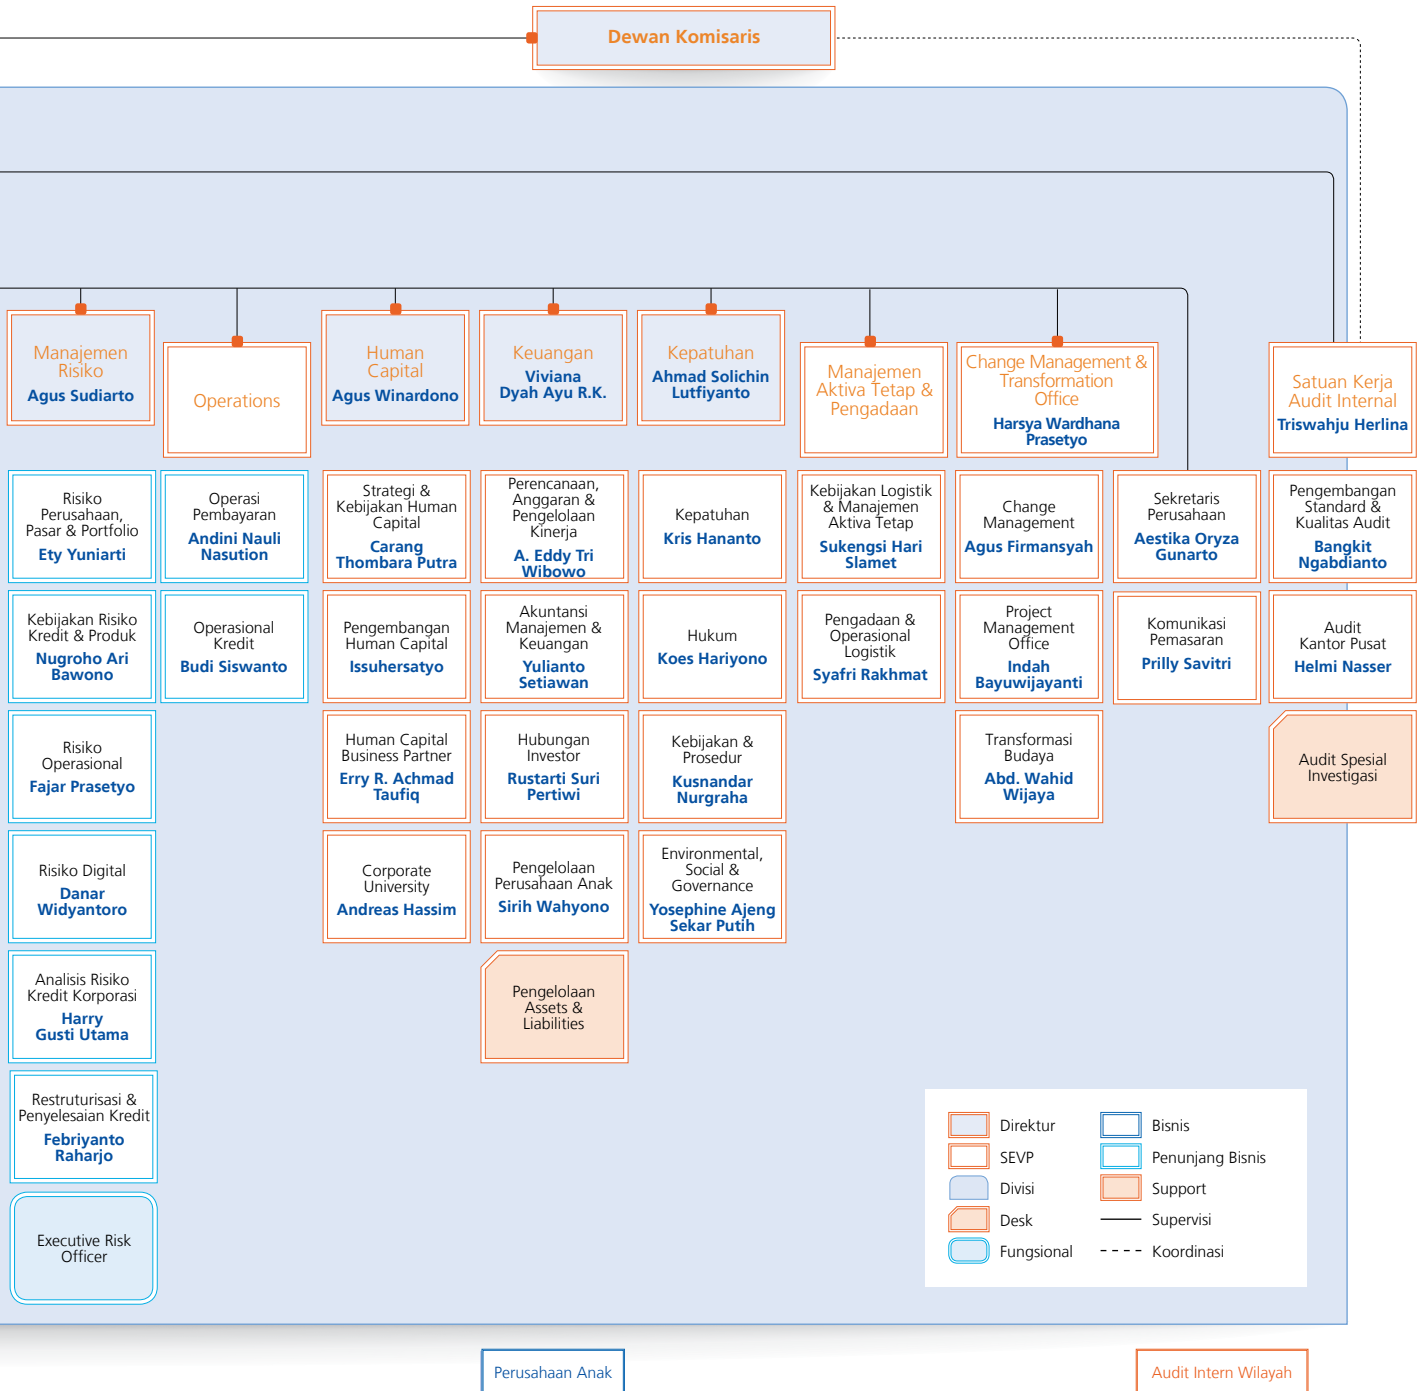 Dewan Komisaris
Manajemen
Risiko
Agus Sudiarto
Operations
Human
Capital
Agus Winardono
Keuangan
Viviana
Dyah Ayu R.K.
Kepatuhan
Ahmad Solichin
Lutfiyanto
Manajemen
Aktiva Tetap &
Pengadaan
Change Management &
Transformation
Office
Harsya Wardhana
Prasetyo
Satuan Kerja
Audit Internal
Triswahju Herlina
Risiko
Perusahaan,
Pasar & Portfolio
Ety Yuniarti
Operasi
Pembayaran
Andini Nauli
Nasution
Strategi &
Kebijakan Human
Capital
Carang
Thombara Putra
Perencanaan,
Anggaran &
Pengelolaan
Kinerja
A. Eddy Tri
Wibowo
Kepatuhan
Kris Hananto
Kebijakan Logistik
& Manajemen
Aktiva Tetap
Sukengsi Hari
Slamet
Change
Management
Agus Firmansyah
Sekretaris
Perusahaan
Aestika Oryza
Gunarto
Pengembangan
Standard &
Kualitas Audit
Bangkit
Ngabdianto
Kebijakan Risiko
Kredit & Produk
Nugroho Ari
Bawono
Operasional
Kredit
Budi Siswanto
Pengembangan
Human Capital
Issuhersatyo
Akuntansi
Manajemen &
Keuangan
Yulianto
Setiawan
Hukum
Koes Hariyono
Pengadaan &
Operasional
Logistik
Syafri Rakhmat
Project
Management
Office
Indah
Bayuwijayanti
Komunikasi
Pemasaran
Prilly Savitri
Audit
Kantor Pusat
Helmi Nasser
Risiko
Operasional
Fajar Prasetyo
Human Capital
Business Partner
Erry R. Achmad
Taufiq
Hubungan
Investor
Rustarti Suri
Pertiwi
Kebijakan &
Prosedur
Kusnandar
Nurgraha
Transformasi
Budaya
Abd. Wahid
Wijaya
Audit Spesial
Investigasi
Risiko Digital
Danar
Widyantoro
Corporate
University
Andreas Hassim
Pengelolaan
Perusahaan Anak
Sirih Wahyono
Environmental,
Social &
Governance
Yosephine Ajeng
Sekar Putih
Analisis Risiko
Kredit Korporasi
Harry
Gusti Utama
Pengelolaan
Assets &
Liabilities
Restruturisasi &
Penyelesaian Kredit
Febriyanto
Raharjo
Executive Risk
Officer
Direktur
SEVP
Divisi
Desk
Fungsional
Bisnis
Penunjang Bisnis
Support
Supervisi
Koordinasi
Perusahaan Anak
Audit Intern Wilayah